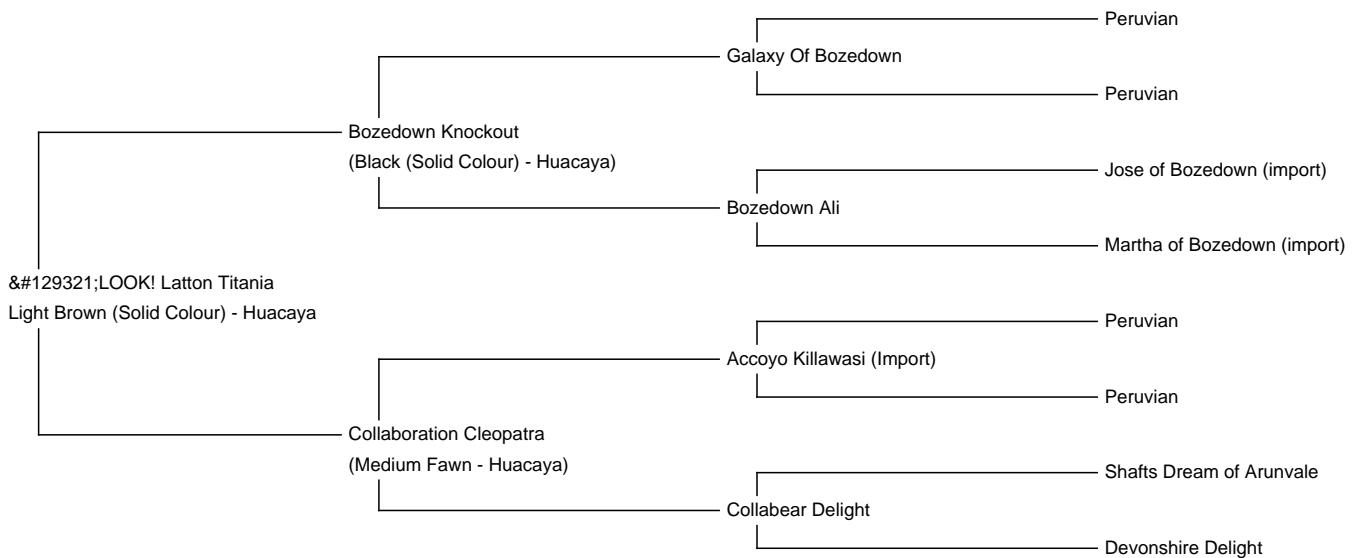 Peruvian
Galaxy Of Bozedown
Peruvian
Bozedown Knockout
(Black (Solid Colour) - Huacaya)
Jose of Bozedown (import)
Bozedown Ali
Martha of Bozedown (import)
&#129321;LOOK! Latton Titania
Light Brown (Solid Colour) - Huacaya
Peruvian
Accoyo Killawasi (Import)
Peruvian
Collaboration Cleopatra
(Medium Fawn - Huacaya)
Shafts Dream of Arunvale
Collabear Delight
Devonshire Delight